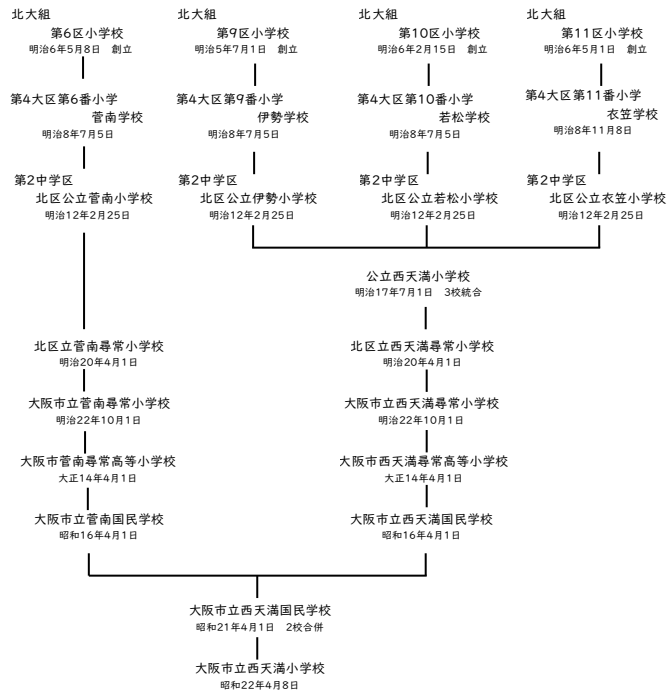 北大組
第6区小学校
明治6年5月8日　創立
北大組
第9区小学校
明治5年7月1日　創立
北大組
第10区小学校
明治6年2月15日　創立
北大組
第11区小学校
明治6年5月1日　創立
第4大区第6番小学
菅南学校
明治8年7月5日
第4大区第9番小学
伊勢学校
明治8年7月5日
第4大区第10番小学
若松学校
明治8年7月5日
第4大区第11番小学
衣笠学校
明治8年11月8日
第2中学区
北区公立菅南小学校
明治12年2月25日
第2中学区
北区公立伊勢小学校
明治12年2月25日
第2中学区
北区公立若松小学校
明治12年2月25日
第2中学区
北区公立衣笠小学校
明治12年2月25日
公立西天満小学校
明治17年7月1日　3校統合
北区立菅南尋常小学校
明治20年4月1日
北区立西天満尋常小学校
明治20年4月1日
大阪市立菅南尋常小学校
明治22年10月1日
大阪市立西天満尋常小学校
明治22年10月1日
大阪市菅南尋常高等小学校
大正14年4月1日
大阪市西天満尋常高等小学校
大正14年4月1日
大阪市立菅南国民学校
昭和16年4月1日
大阪市立西天満国民学校
昭和16年4月1日
大阪市立西天満国民学校
昭和21年4月1日　2校合併
大阪市立西天満小学校
昭和22年4月8日